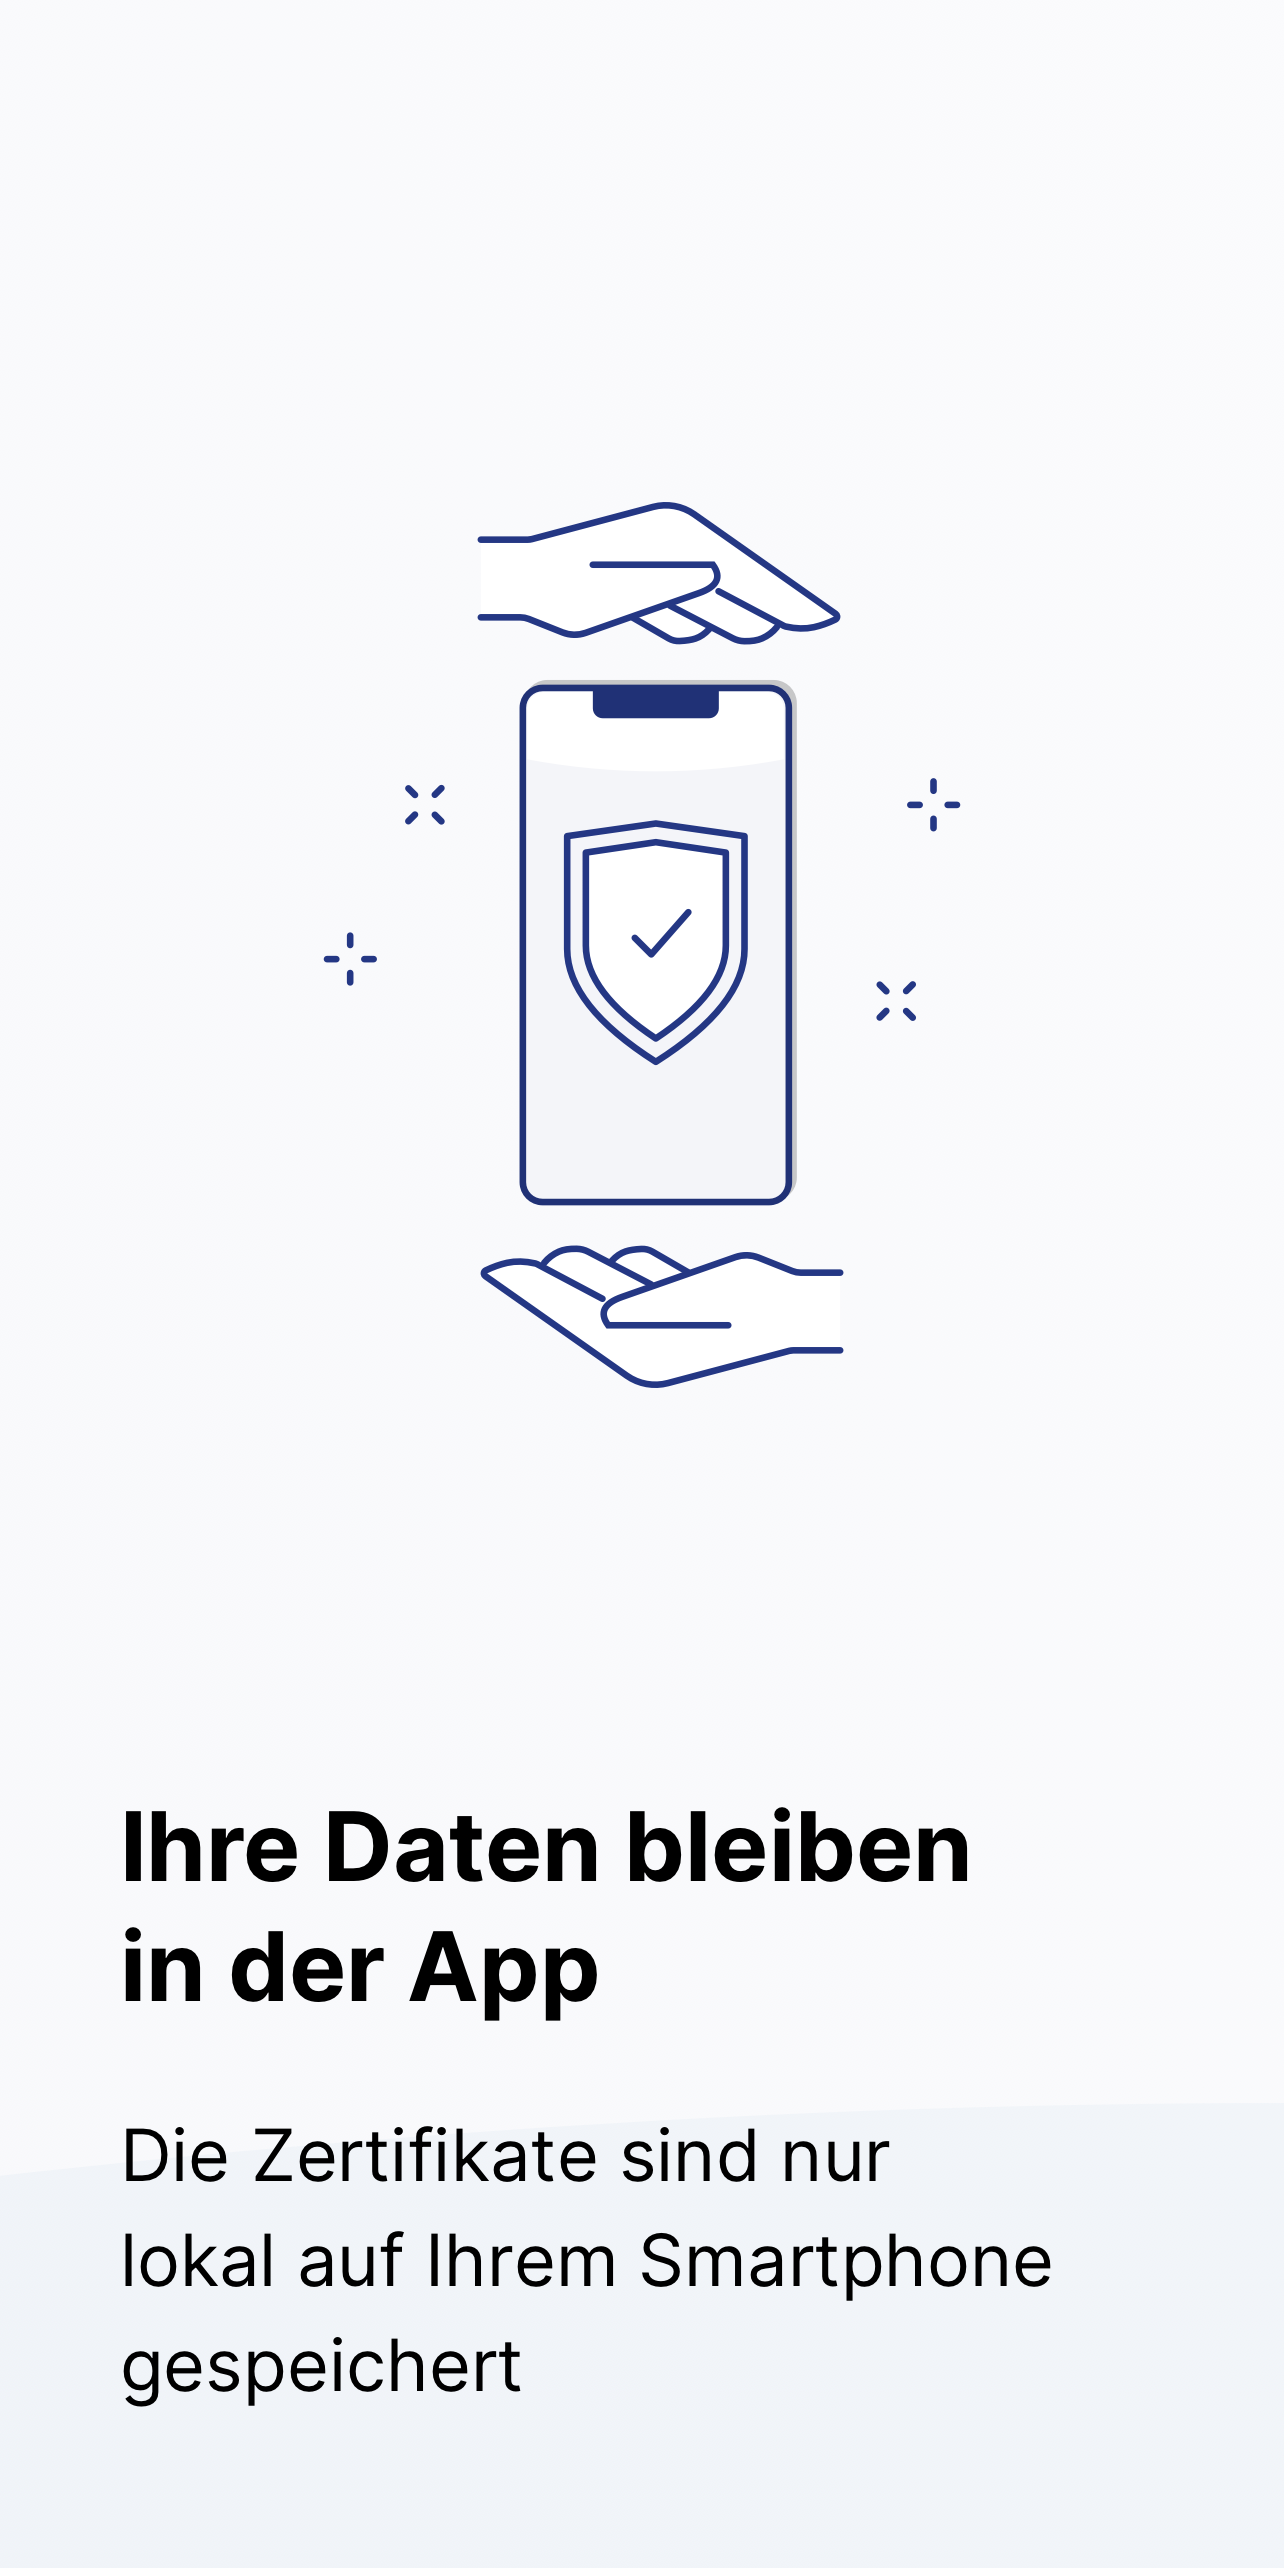 Ihre Daten bleiben
in der App
Die Zertifikate sind nur
lokal auf Ihrem Smartphone
gespeichert